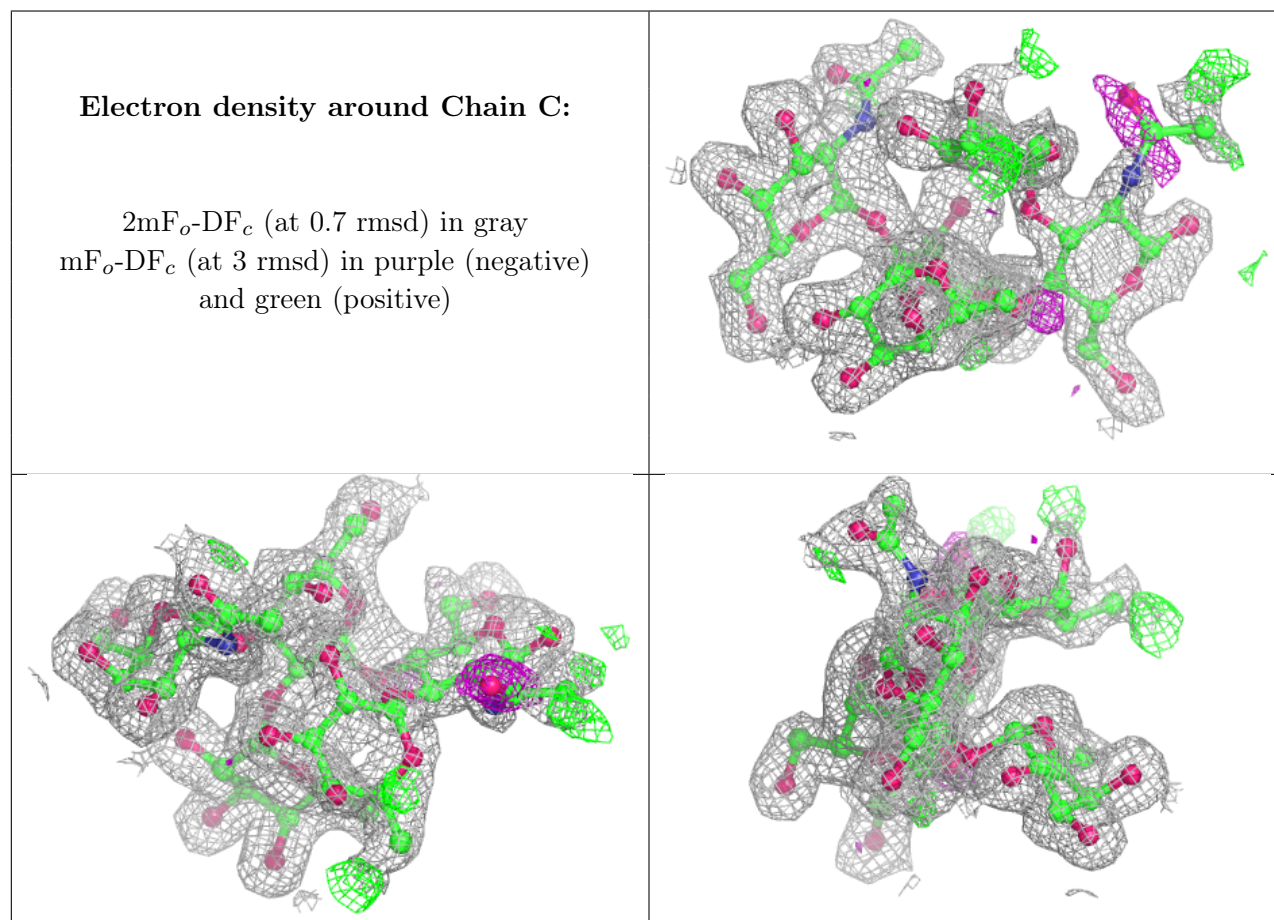 Electron density around Chain C:
2mFo-DFc (at 0.7 rmsd) in gray
mFo-DFc (at 3 rmsd) in purple (negative)
and green (positive)